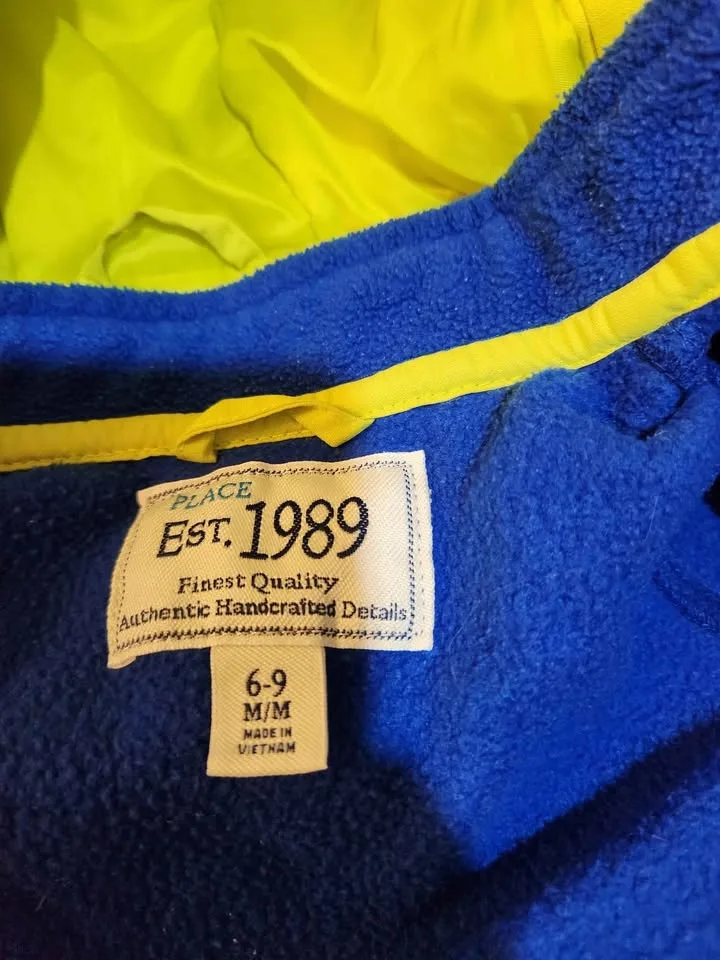 PLACE
EST. 1989
Finest Quality
Authentic Handcrafted Details
6-9
M/M
MADE IN
VIETNAM